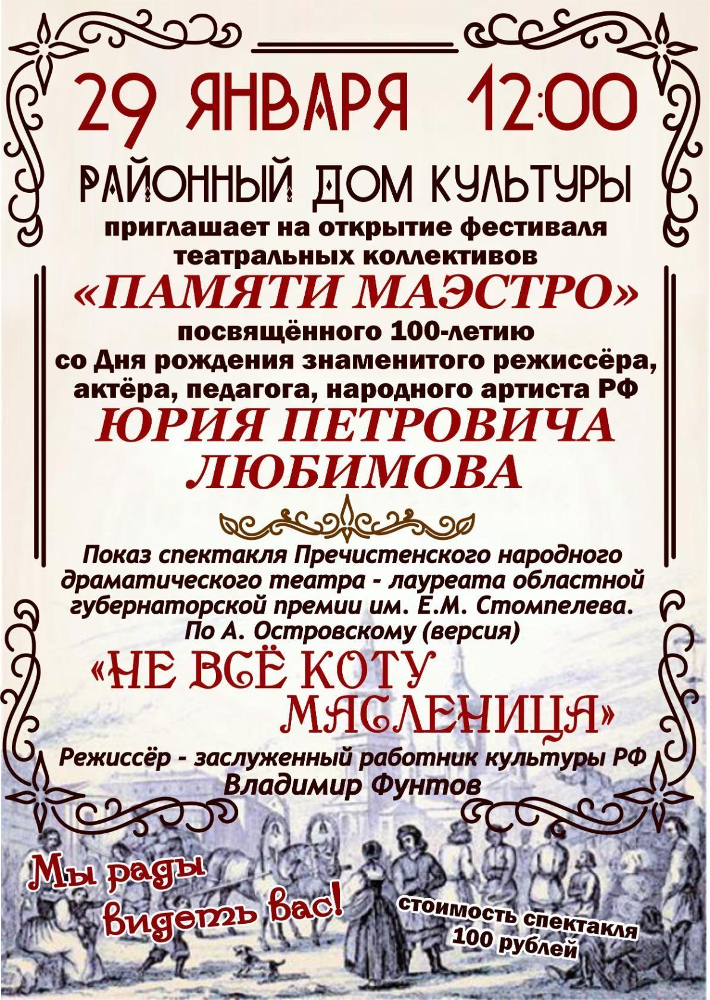 29 ЯНВАРЯ 12:00
РАЙОННЫЙ ДОМ КУЛЬТУРЫ
приглашает на открытие фестиваля
театральных коллективов
«ПАМЯТИ МАЭСТРО»
посвящённого 100-летию
со Дня рождения знаменитого режиссёра,
актёра, педагога, народного артиста РФ
ЮРИЯ ПЕТРОВИЧА
ЛЮБИМОВА
Показ спектакля Пречистенского народного
драматического театра - лауреата областной
губернаторской премии им. Е.М. Стомпелева.
По А. Островскому (версия)
«НЕ ВСЁ КОТУ
МАСЛЕНИЦА»
Режиссёр - заслуженный работник культуры РФ
Владимир Фунтов
Мы рады
видеть вас!
стоимость спектакля
100 рублей